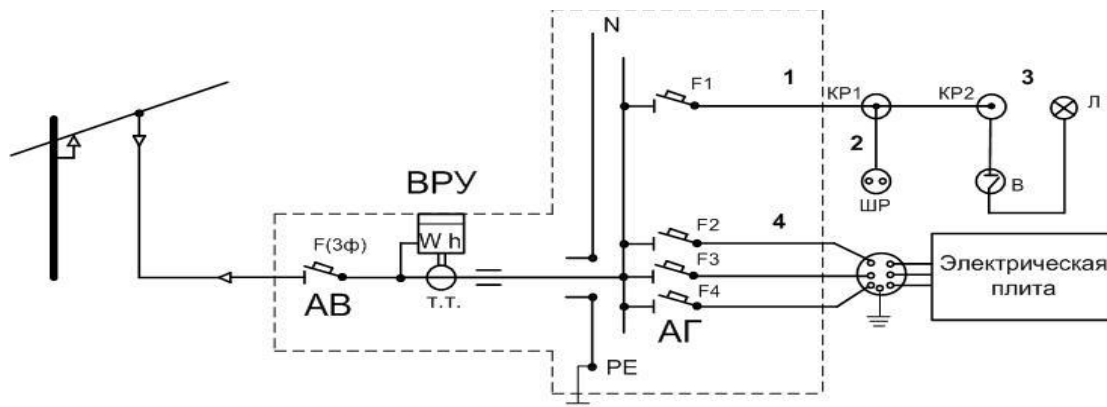 N
F1
1
КР1
КР2
3
Л
2
ШР
В
ВРУ
W h
F(3ф)
АВ
т.т.
F2
4
F3
F4
АГ
Электрическая
плита
PE